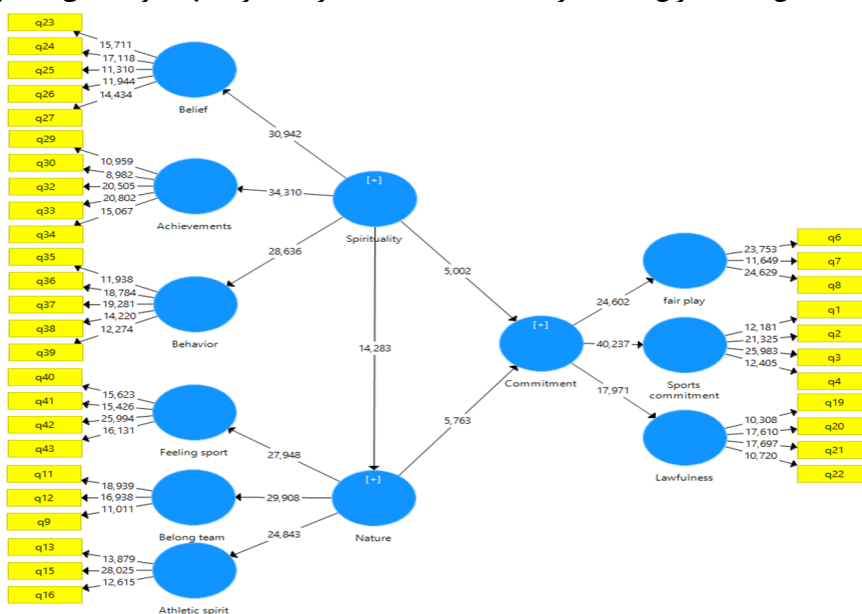 q23
q24
q25
q26
q27
15,711
17,118
11,310
11,944
14,434
Belief
q29
q30
q32
q33
q34
10,959
8,982
20,505
20,802
15,067
Achievements
q35
q36
q37
q38
q39
11,938
18,784
19,281
14,220
12,274
Behavior
30,942
34,310
28,636
[+]
Spirituality
q40
q41
q42
q43
15,623
15,426
25,994
16,131
Feeling sport
q11
q12
q9
18,939
16,938
11,011
Belong team
q13
q15
q16
13,879
28,025
12,615
Athletic spirit
27,948
29,908
24,843
[+]
Nature
14,283
5,002
5,763
[+]
Commitment
24,602
40,237
17,971
fair play
23,753
11,649
24,629
q6
q7
q8
Sports
commitment
12,181
21,325
25,983
12,405
q1
q2
q3
q4
Lawfulness
10,308
17,610
17,697
10,720
q19
q20
q21
q22